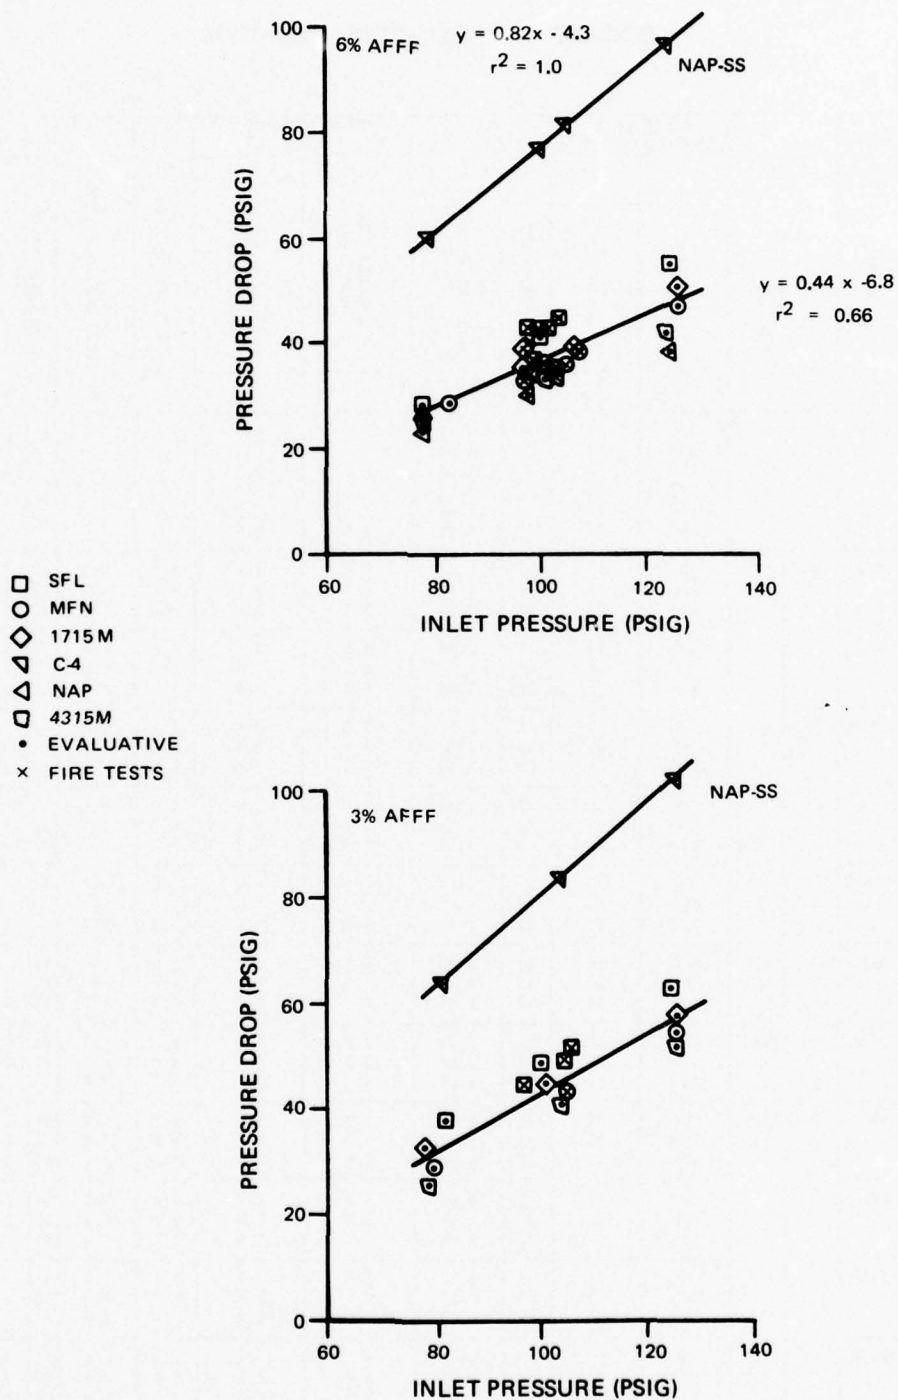 100
6% AFFF
y = 0.82x - 4.3
r2 = 1.0
NAP-SS
80
60
40
20
0
y = 0.44 x -6.8
r2 = 0.66
PRESSURE DROP (PSIG)
60 80 100 120 140
INLET PRESSURE (PSIG)
SFL
MFN
1715M
C-4
NAP
4315M
EVALUATIVE
FIRE TESTS
100
3% AFFF
NAP-SS
80
60
40
20
0
PRESSURE DROP (PSIG)
60 80 100 120 140
INLET PRESSURE (PSIG)